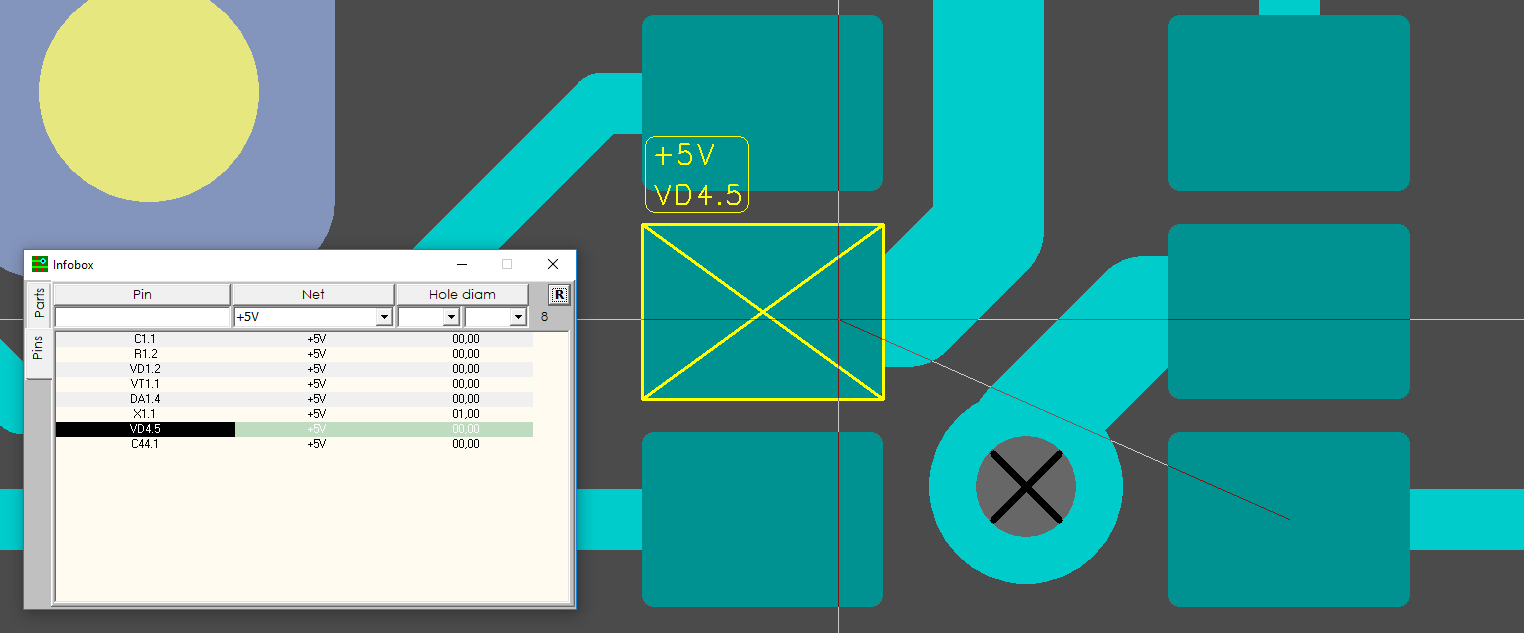 +5V
VD4.5
Infobox
Parts
Pins
Pin Net Hole diam R
+5V 8
C1.1 +5V 00,00
R1.2 +5V 00,00
VD1.2 +5V 00,00
VT1.1 +5V 00,00
DA1.4 +5V 00,00
X1.1 +5V 01,00
VD4.5 +5V 00,00
C44.1 +5V 00,00